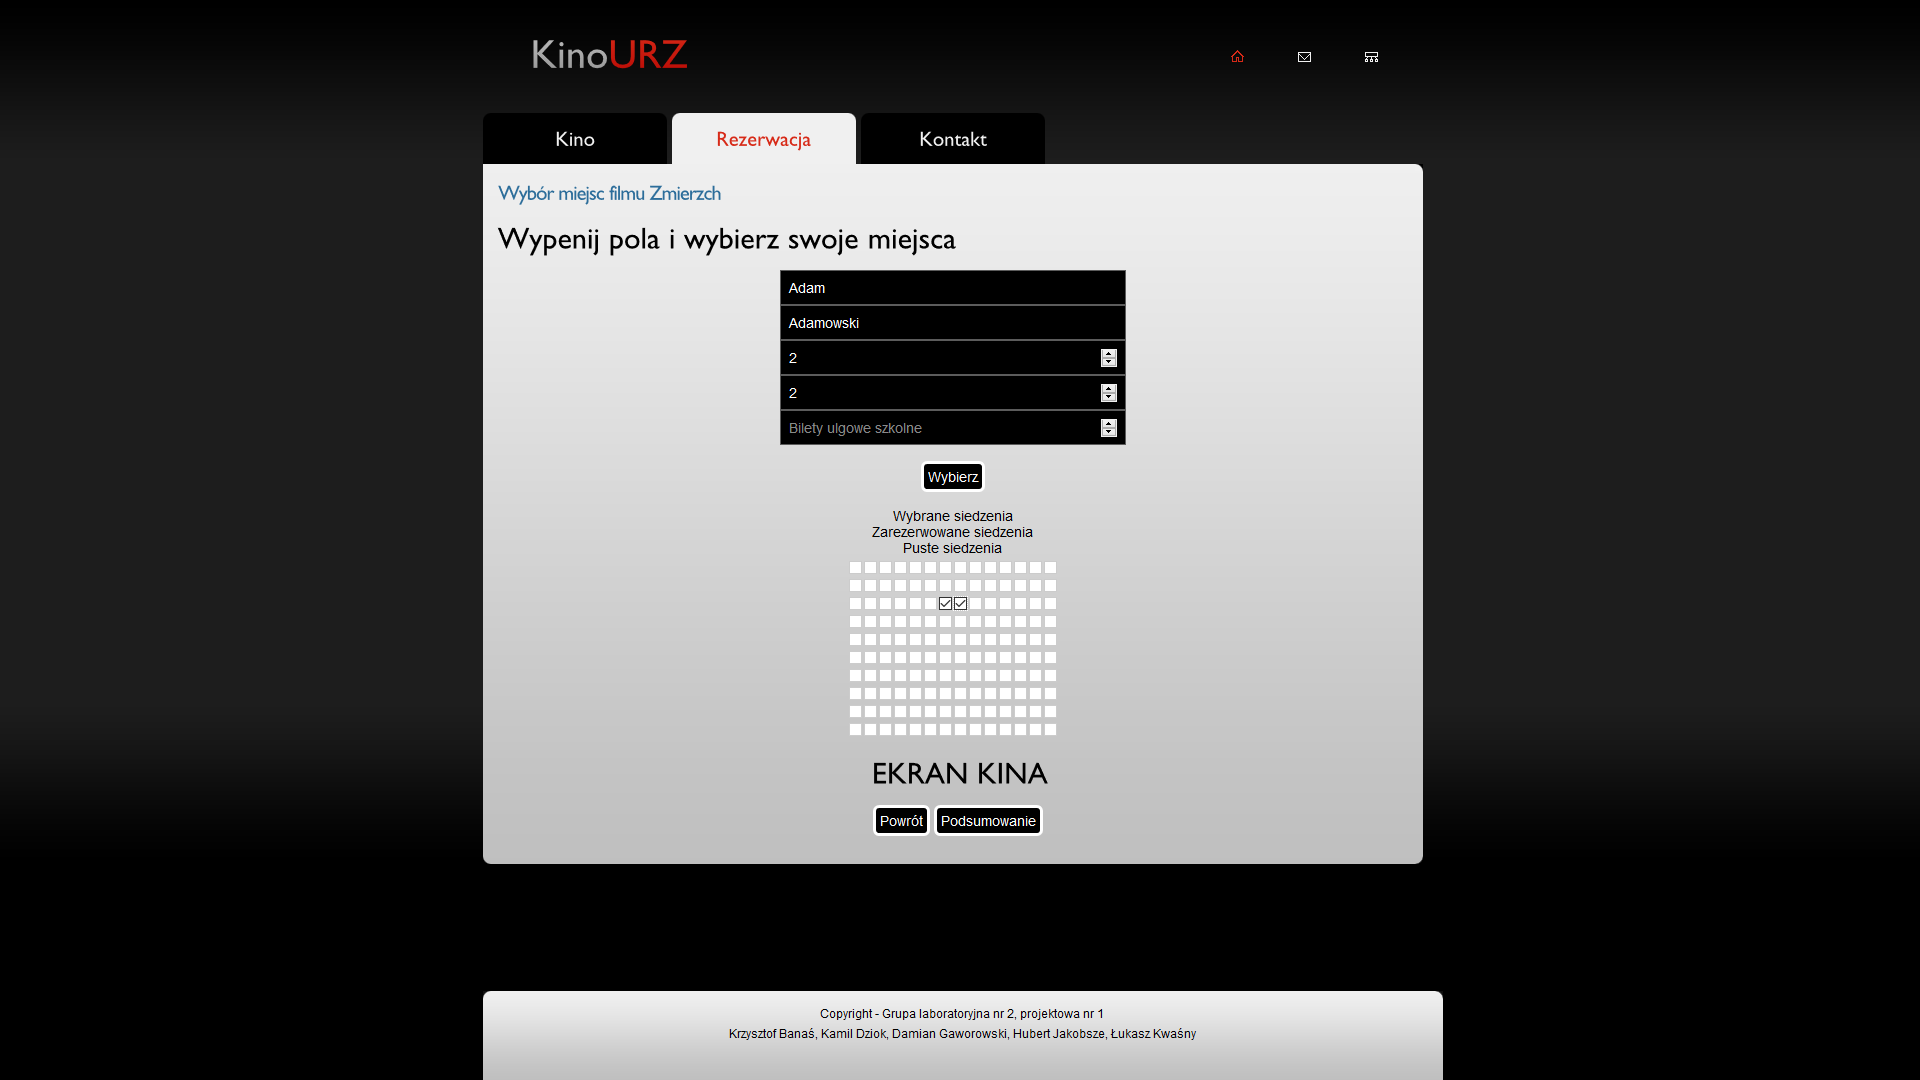 KinoURZ
Kino
Rezerwacja
Kontakt
Wybór miejsc filmu Zmierzch
Wypenij pola i wybierz swoje miejsca
Adam
Adamowski
2
2
Bilety ulgowe szkolne
Wybierz
Wybrane siedzenia
Zarezerwowane siedzenia
Puste siedzenia
EKRAN KINA
Powrót
Podsumowanie
Copyright - Grupa laboratoryjna nr 2, projektowa nr 1
Krzysztof Banaś, Kamil Dziok, Damian Gaworowski, Hubert Jakobsze, Łukasz Kwaśny